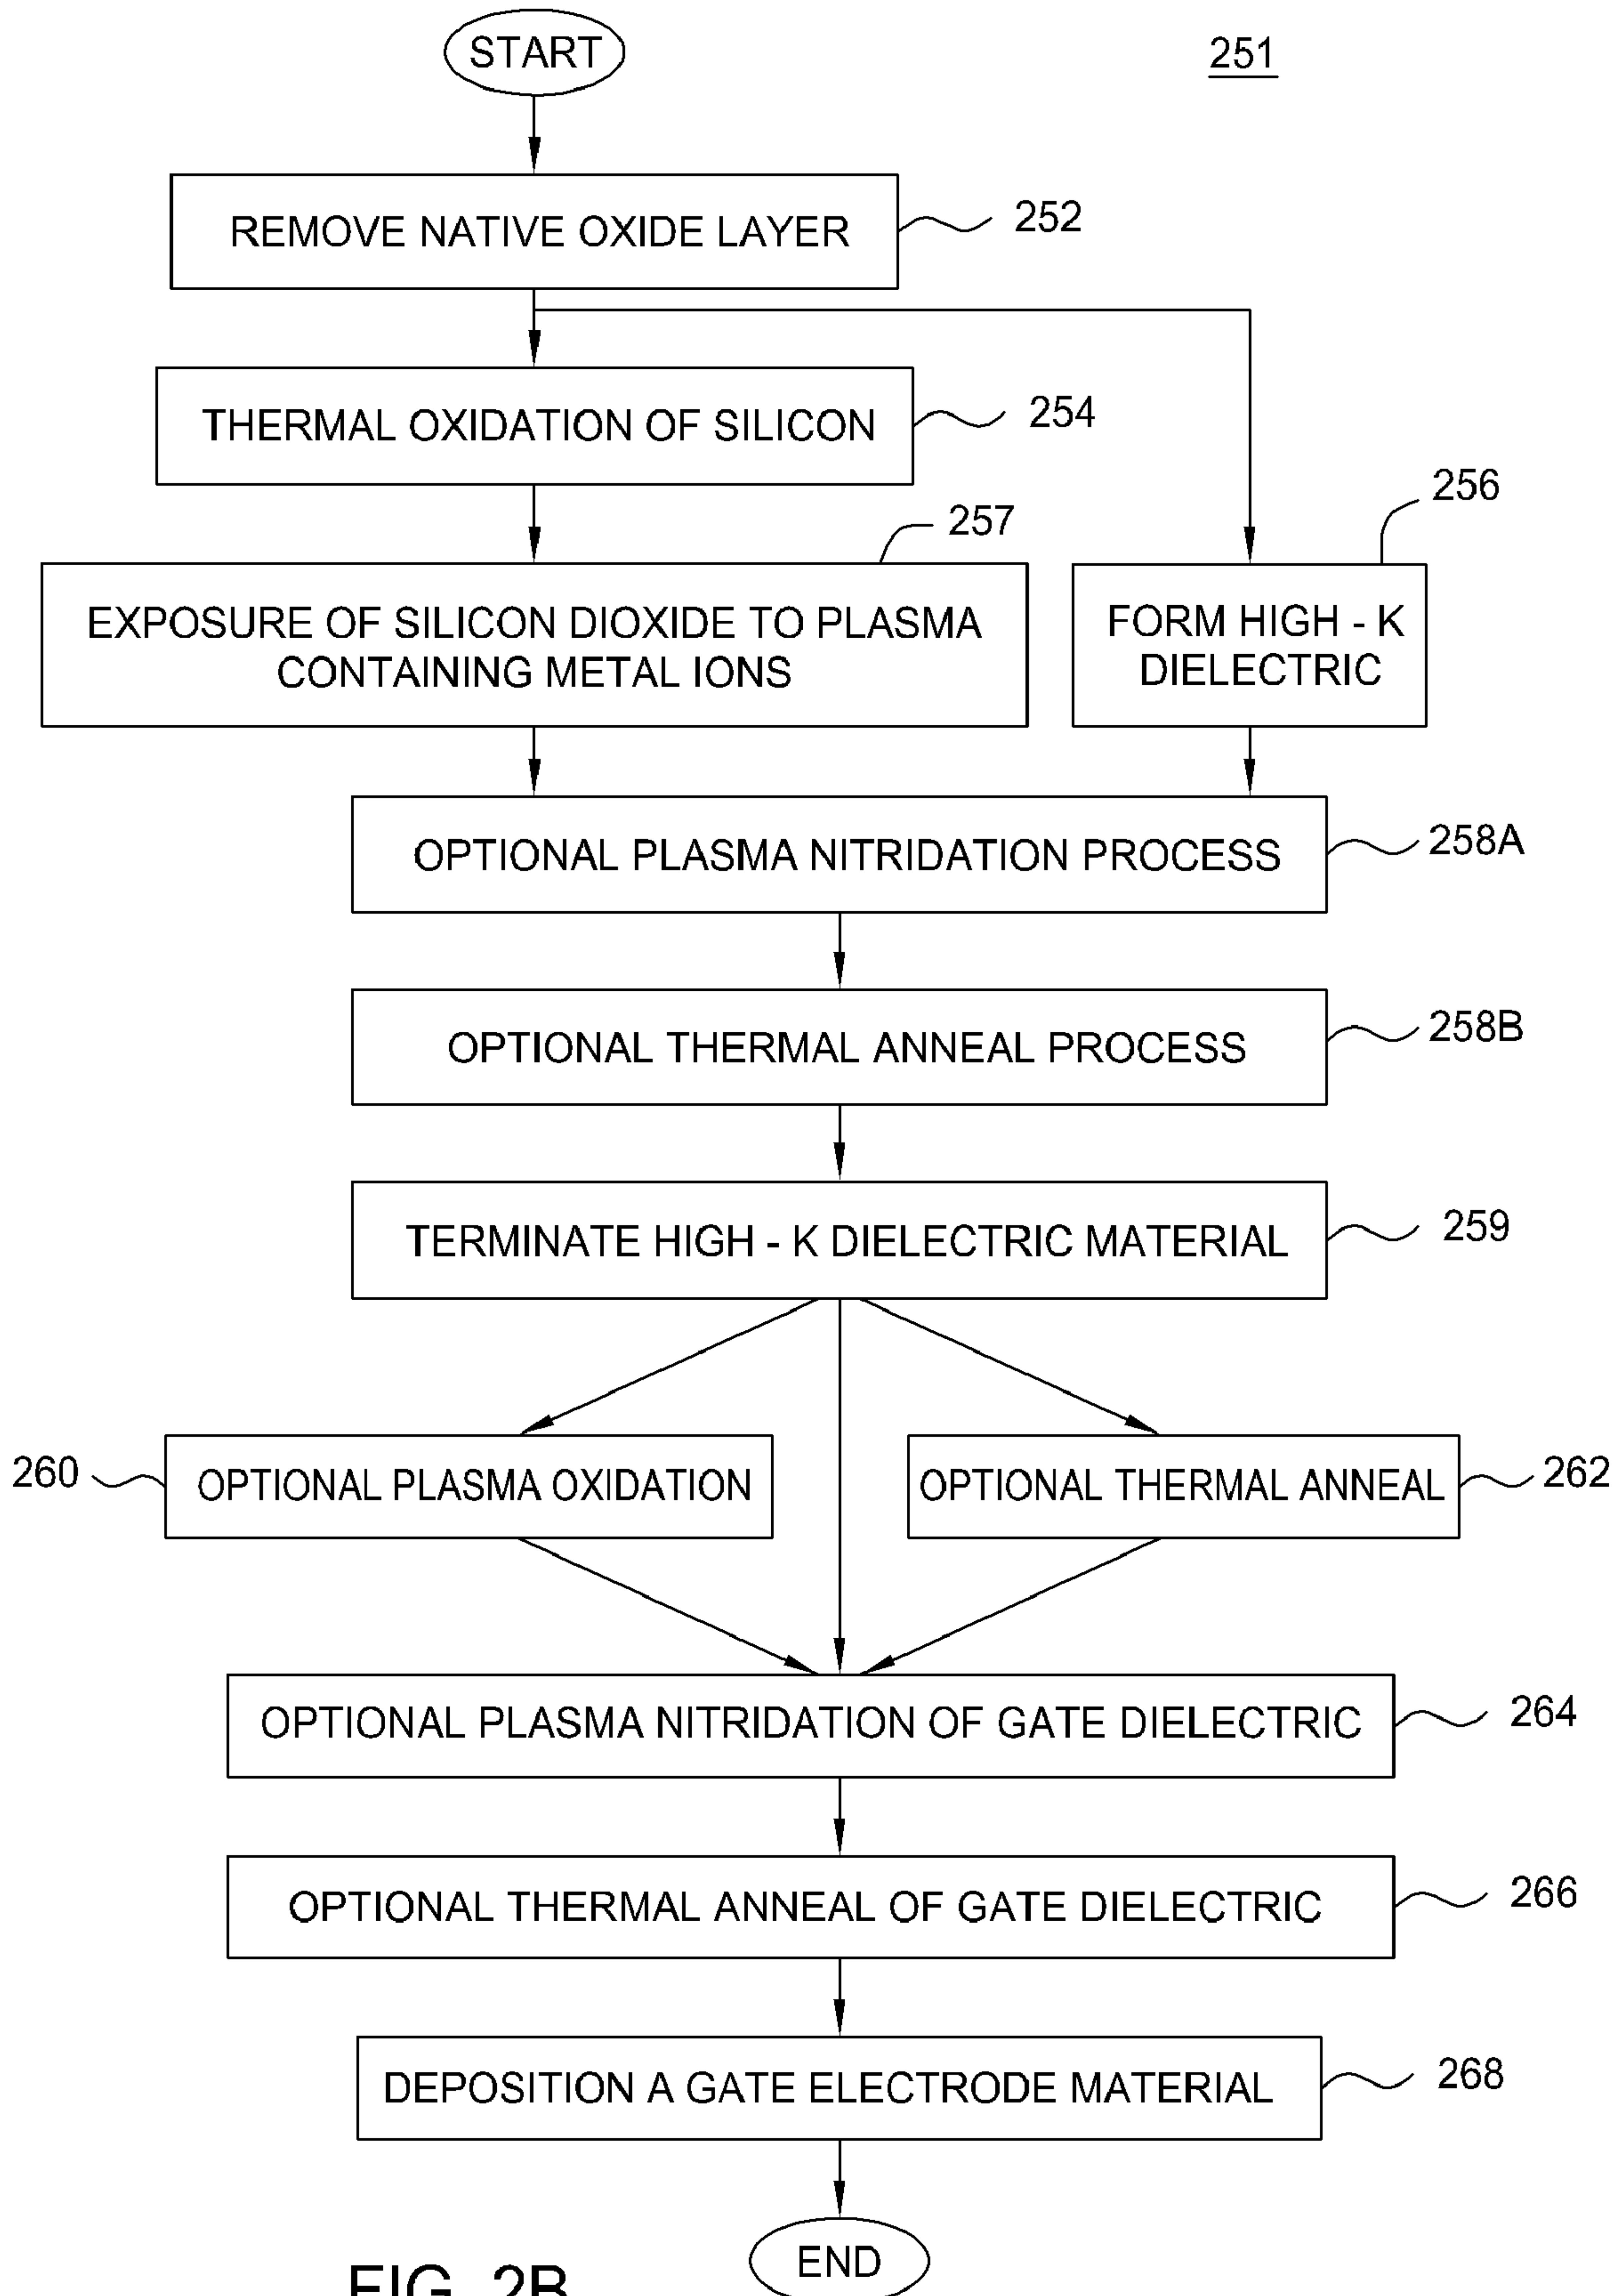 START
251
REMOVE NATIVE OXIDE LAYER
252
THERMAL OXIDATION OF SILICON
254
256
257
EXPOSURE OF SILICON DIOXIDE TO PLASMA
CONTAINING METAL IONS
FORM HIGH - K
DIELECTRIC
OPTIONAL PLASMA NITRIDATION PROCESS
258A
OPTIONAL THERMAL ANNEAL PROCESS
258B
TERMINATE HIGH - K DIELECTRIC MATERIAL
259
260
OPTIONAL PLASMA OXIDATION
OPTIONAL THERMAL ANNEAL
262
OPTIONAL PLASMA NITRIDATION OF GATE DIELECTRIC
264
OPTIONAL THERMAL ANNEAL OF GATE DIELECTRIC
266
DEPOSITION A GATE ELECTRODE MATERIAL
268
END
FIG. 2B